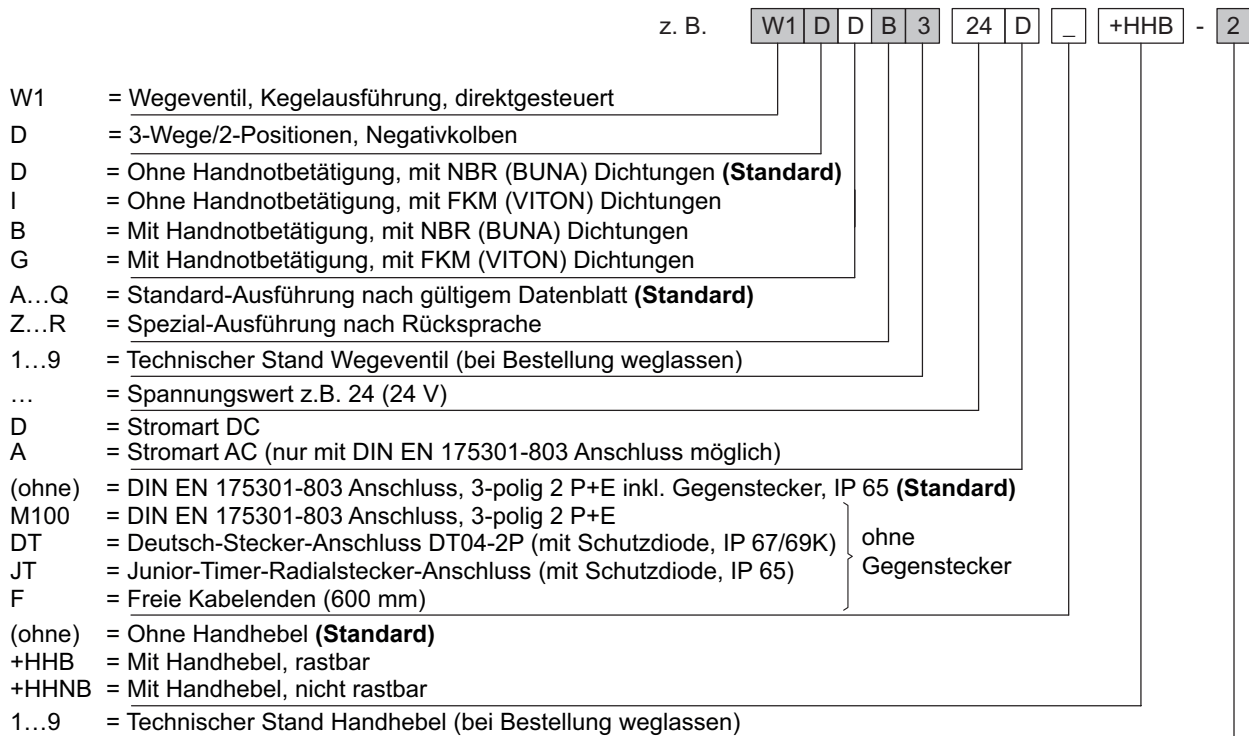 z. B. W1 D D B 3 24 D _ +HHB - 2
W1 = Wegeventil, Kegelausführung, direktgesteuert
D = 3-Wege/2-Positionen, Negativkolben
D = Ohne Handnotbetätigung, mit NBR (BUNA) Dichtungen (Standard)
I = Ohne Handnotbetätigung, mit FKM (VITON) Dichtungen
B = Mit Handnotbetätigung, mit NBR (BUNA) Dichtungen
G = Mit Handnotbetätigung, mit FKM (VITON) Dichtungen
A…Q = Standard-Ausführung nach gültigem Datenblatt (Standard)
Z…R = Spezial-Ausführung nach Rücksprache
1…9 = Technischer Stand Wegeventil (bei Bestellung weglassen)
… = Spannungswert z.B. 24 (24 V)
D = Stromart DC
A = Stromart AC (nur mit DIN EN 175301-803 Anschluss möglich)
(ohne) = DIN EN 175301-803 Anschluss, 3-polig 2 P+E inkl. Gegenstecker, IP 65 (Standard)
M100 = DIN EN 175301-803 Anschluss, 3-polig 2 P+E
DT = Deutsch-Stecker-Anschluss DT04-2P (mit Schutzdiode, IP 67/69K)
JT = Junior-Timer-Radialstecker-Anschluss (mit Schutzdiode, IP 65)
F = Freie Kabelenden (600 mm)
ohne
Gegenstecker
(ohne) = Ohne Handhebel (Standard)
+HHB = Mit Handhebel, rastbar
+HHNB = Mit Handhebel, nicht rastbar
1…9 = Technischer Stand Handhebel (bei Bestellung weglassen)